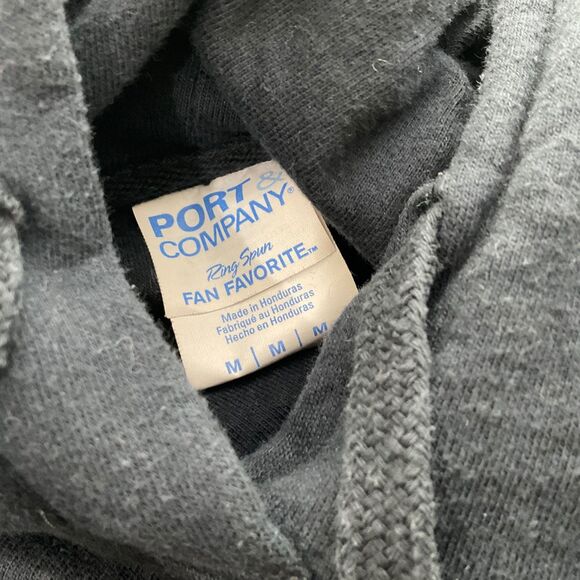 PORT &
COMPANY®
Ring Spun
FAN FAVORITE™
Made in Honduras
Fabriqué au Honduras
Hecho en Honduras
M | M | M